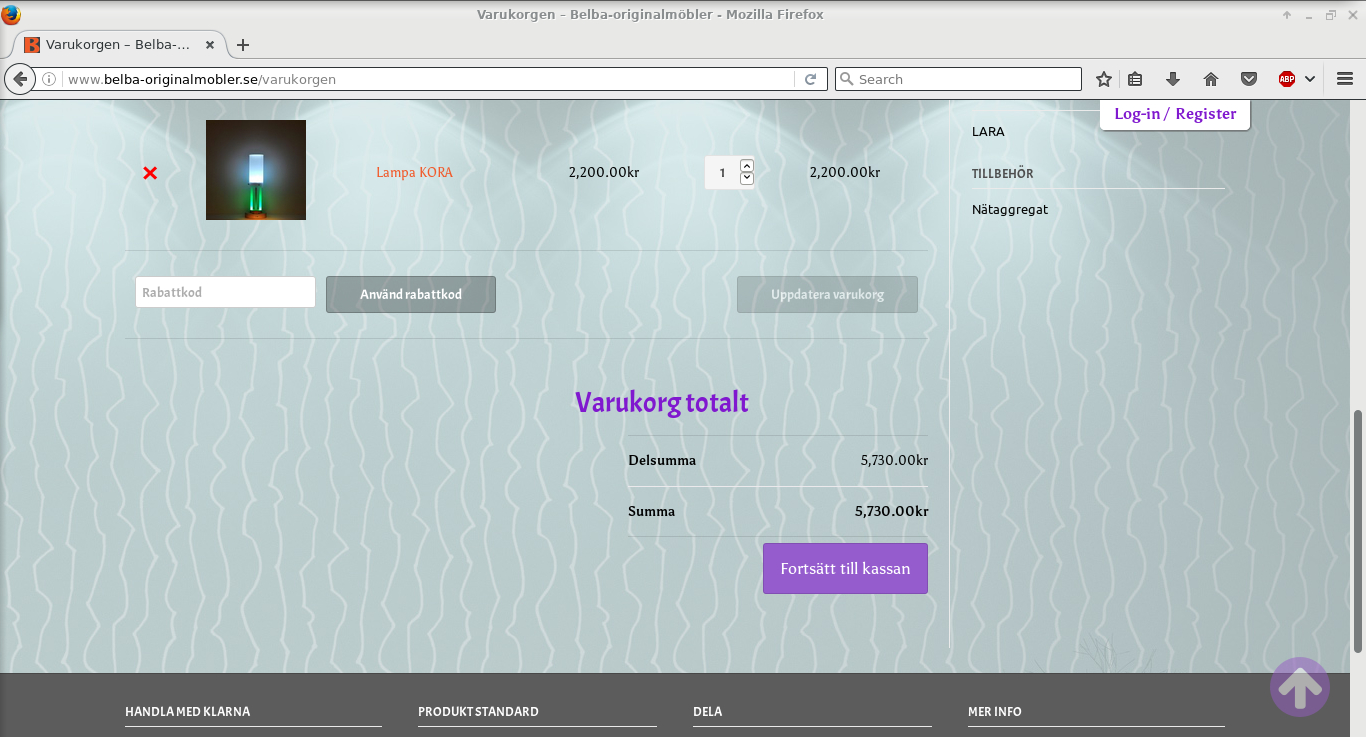 Varukorgen – Belba-originalmöbler - Mozilla Firefox
Varukorgen – Belba-...
www.belba-originalmobler.se/varukorgen
Search
ABP
Log-in / Register
LARA
Lampa KORA 2,200.00kr 1 2,200.00kr
TILLBEHÖR
Nätaggregat
Rabattkod Använd rabattkod Uppdatera varukorg
Varukorg totalt
Delsumma 5,730.00kr
Summa 5,730.00kr
Fortsätt till kassan
HANDLA MED KLARNA PRODUKT STANDARD DELA MER INFO